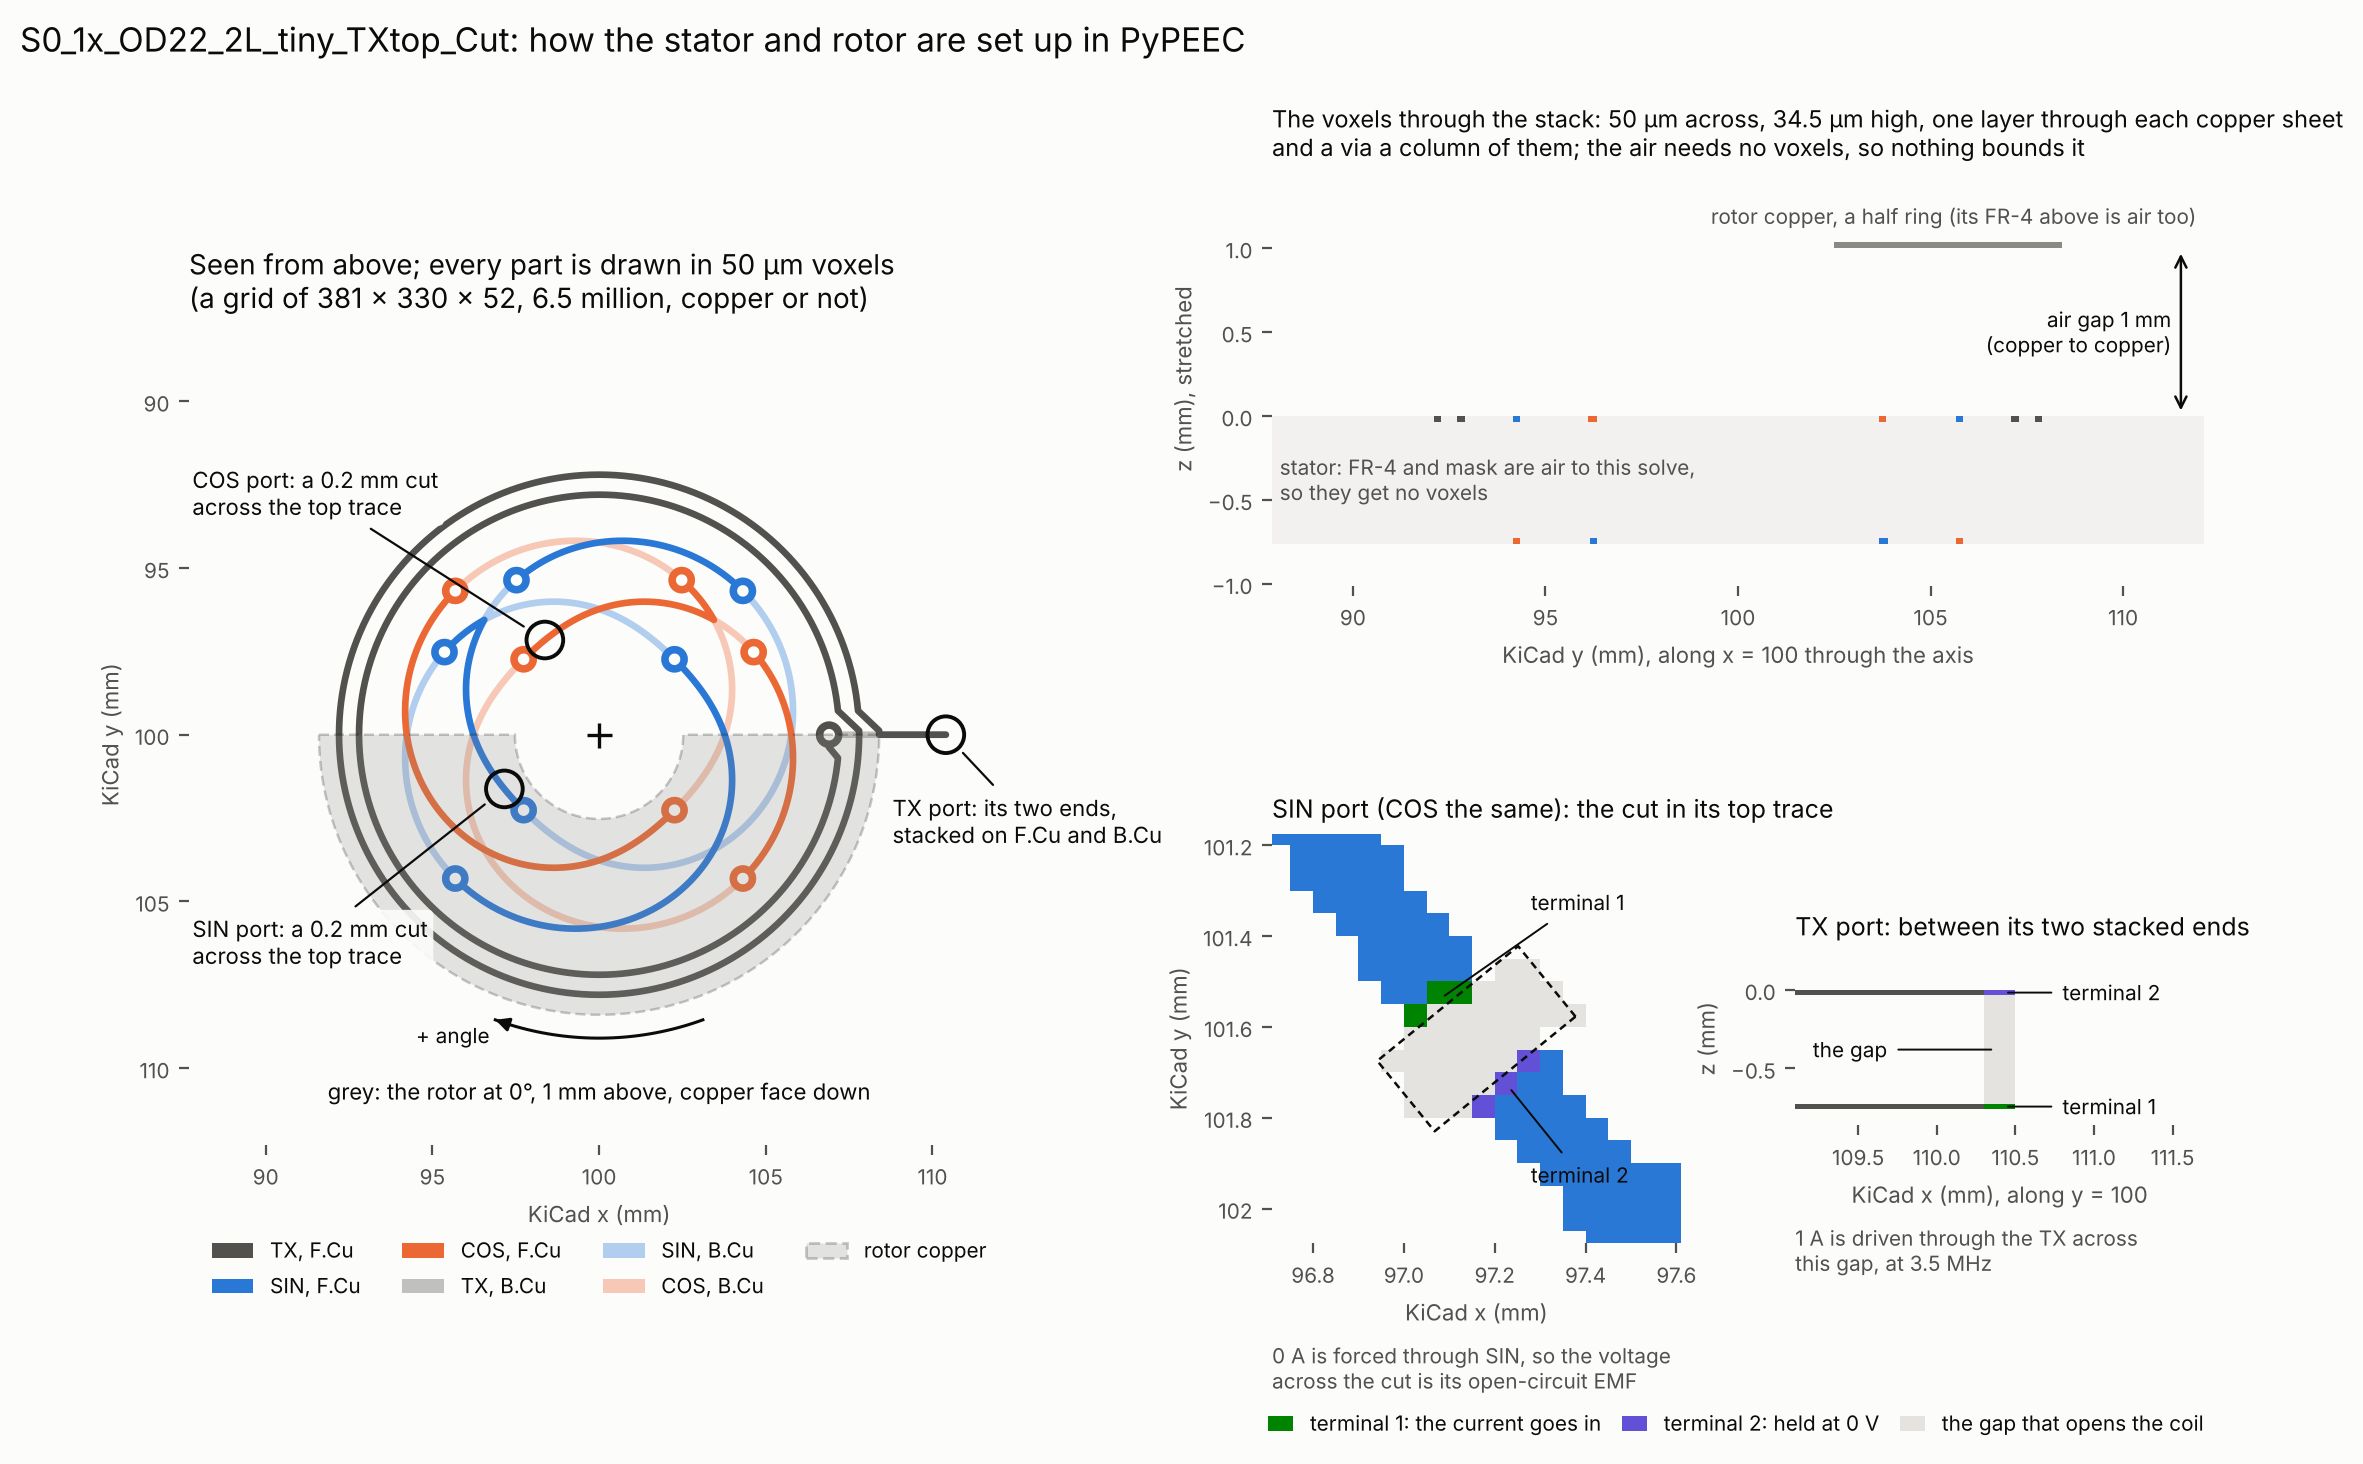 S0_1x_OD22_2L_tiny_TXtop_Cut: how the stator and rotor are set up in PyPEEC
Seen from above; every part is drawn in 50 µm voxels
(a grid of 381 × 330 × 52, 6.5 million, copper or not)
90
95
100
105
110
KiCad y (mm)
COS port: a 0.2 mm cut
across the top trace
TX port: its two ends,
stacked on F.Cu and B.Cu
SIN port: a 0.2 mm cut
across the top trace
+ angle
grey: the rotor at 0°, 1 mm above, copper face down
90
95
100
105
110
KiCad x (mm)
TX, F.Cu
COS, F.Cu
SIN, B.Cu
rotor copper
SIN, F.Cu
TX, B.Cu
COS, B.Cu
The voxels through the stack: 50 µm across, 34.5 µm high, one layer through each copper sheet
and a via a column of them; the air needs no voxels, so nothing bounds it
rotor copper, a half ring (its FR-4 above is air too)
1.0
0.5
0.0
−0.5
−1.0
z (mm), stretched
air gap 1 mm
(copper to copper)
stator: FR-4 and mask are air to this solve,
so they get no voxels
90
95
100
105
110
KiCad y (mm), along x = 100 through the axis
SIN port (COS the same): the cut in its top trace
101.2
101.4
101.6
101.8
102
KiCad y (mm)
terminal 1
terminal 2
96.8
97.0
97.2
97.4
97.6
KiCad x (mm)
0 A is forced through SIN, so the voltage
across the cut is its open-circuit EMF
TX port: between its two stacked ends
0.0
−0.5
z (mm)
terminal 2
the gap
terminal 1
109.5
110.0
110.5
111.0
111.5
KiCad x (mm), along y = 100
1 A is driven through the TX across
this gap, at 3.5 MHz
terminal 1: the current goes in
terminal 2: held at 0 V
the gap that opens the coil